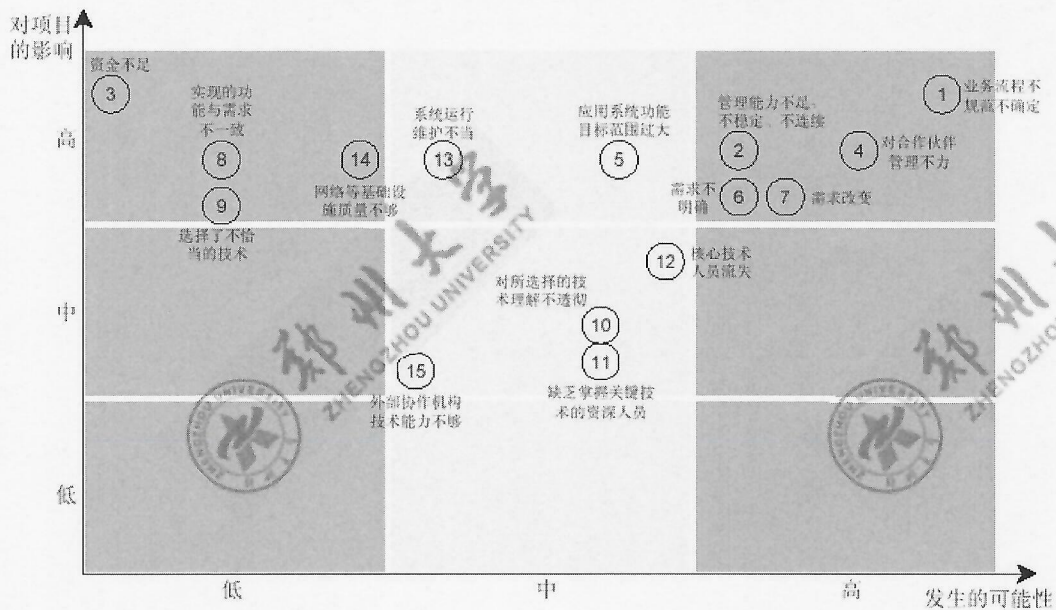 对项目
的影响
资金不足
3
实现的功
能与需求
不一致
8
9
选择了不恰
当的技术
14
网络等基础设
施质量不够
系统运行
维护不当
13
应用系统功能
目标范围过大
5
管理能力不足、
不稳定、不连续
2
4
对合作伙伴
管理不力
1
业务流程不
规范不确定
需求不
明确
6
7
需求改变
高
12
核心技术
人员流失
对所选择的技
术理解不透彻
10
11
缺乏掌握关键技
术的资深人员
15
外部协作机构
技术能力不够
中
低
低
中
高
发生的可能性
郑州大学
ZHENGZHOU UNIVERSITY
ZHENGZHOU UNIVERSITY
郑州大
ZHENGZHO
ZHENGZHOU UNIVERSITY